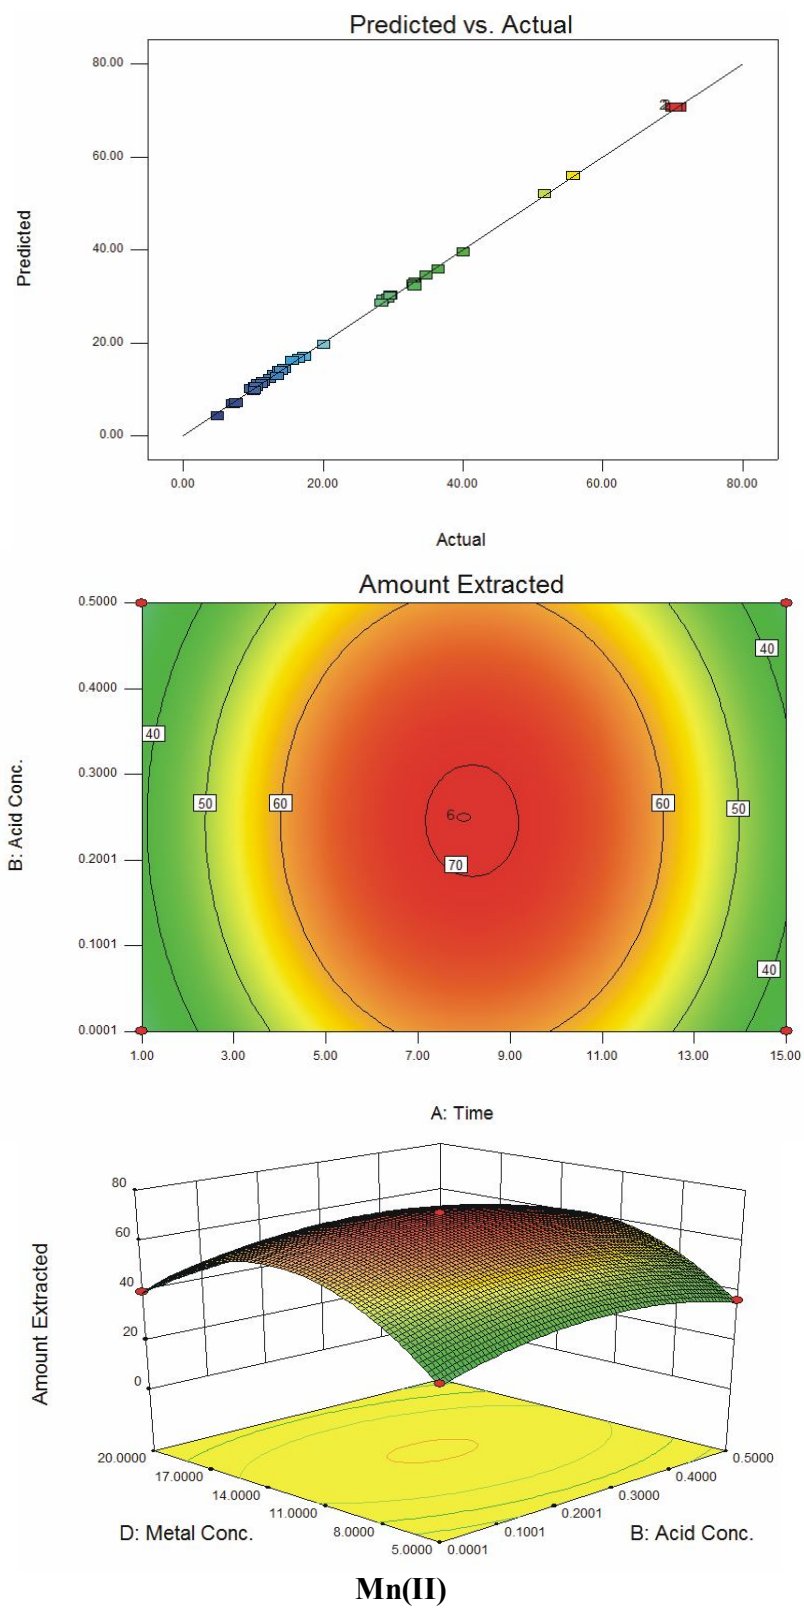 Predicted vs. Actual
80.00
60.00
40.00
20.00
0.00
Predicted
2
0.00 20.00 40.00 60.00 80.00
Actual
Amount Extracted
0.5000
0.4000
0.3000
0.2001
0.1001
0.0001
B: Acid Conc.
40
40
50 60 60 50
6
70
40
1.00 3.00 5.00 7.00 9.00 11.00 13.00 15.00
A: Time
80
60
40
20
0
Amount Extracted
20.0000
17.0000
14.0000
11.0000
8.0000
5.0000
D: Metal Conc.
0.5000
0.4000
0.3000
0.2001
0.1001
0.0001
B: Acid Conc.
Mn(II)